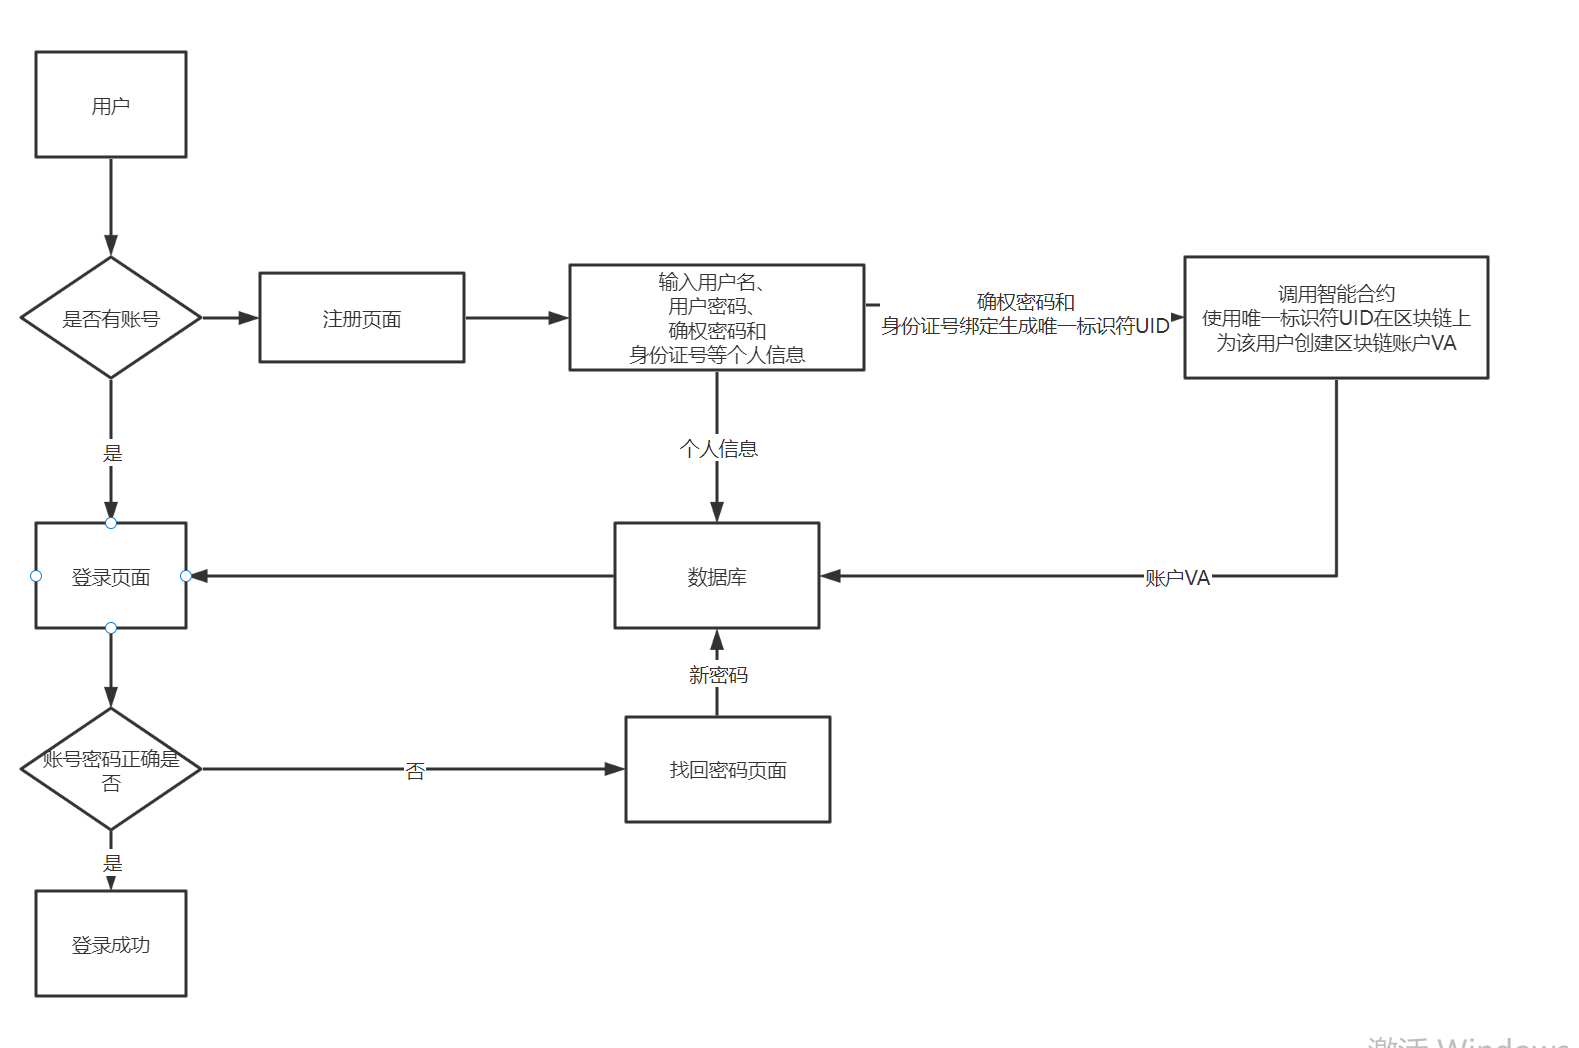 用户
是否有账号
注册页面
输入用户名、
用户密码、
确权密码和
身份证号等个人信息
确权密码和
身份证号绑定生成唯一标识符UID
调用智能合约
使用唯一标识符UID在区块链上
为该用户创建区块链账户VA
是
个人信息
登录页面
数据库
账户VA
新密码
账号密码正确是
否
否
找回密码页面
是
登录成功
激活 Windows